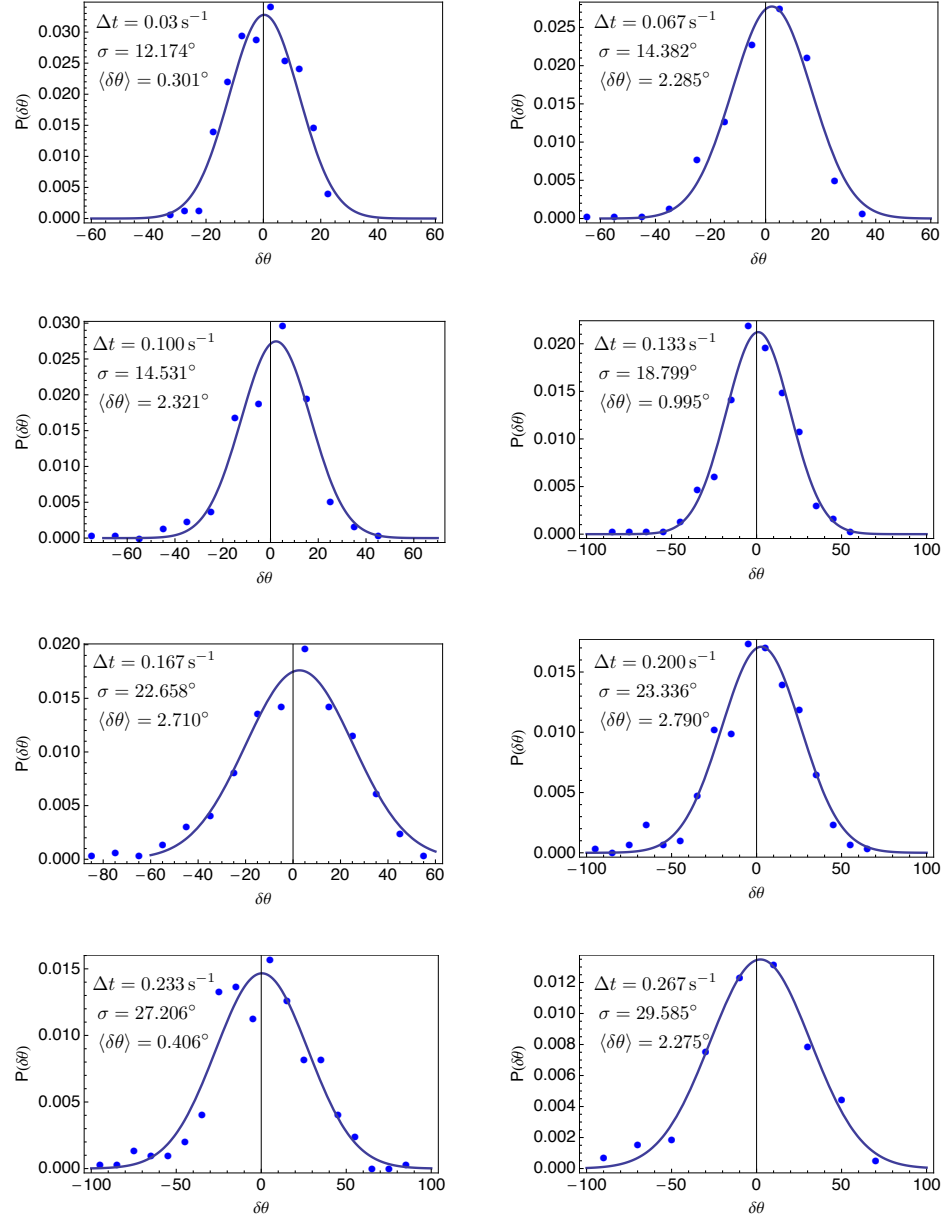 Δt = 0.03 s⁻¹
σ = 12.174°
⟨δθ⟩ = 0.301°
P(δθ)
0.030
0.025
0.020
0.015
0.010
0.005
0.000
−60 −40 −20 0 20 40 60
δθ
Δt = 0.067 s⁻¹
σ = 14.382°
⟨δθ⟩ = 2.285°
P(δθ)
0.025
0.020
0.015
0.010
0.005
0.000
−60 −40 −20 0 20 40 60
δθ
Δt = 0.100 s⁻¹
σ = 14.531°
⟨δθ⟩ = 2.321°
P(δθ)
0.030
0.025
0.020
0.015
0.010
0.005
0.000
−60 −40 −20 0 20 40 60
δθ
Δt = 0.133 s⁻¹
σ = 18.799°
⟨δθ⟩ = 0.995°
P(δθ)
0.020
0.015
0.010
0.005
0.000
−100 −50 0 50 100
δθ
Δt = 0.167 s⁻¹
σ = 22.658°
⟨δθ⟩ = 2.710°
P(δθ)
0.020
0.015
0.010
0.005
0.000
−80 −60 −40 −20 0 20 40 60
δθ
Δt = 0.200 s⁻¹
σ = 23.336°
⟨δθ⟩ = 2.790°
P(δθ)
0.015
0.010
0.005
0.000
−100 −50 0 50 100
δθ
Δt = 0.233 s⁻¹
σ = 27.206°
⟨δθ⟩ = 0.406°
P(δθ)
0.015
0.010
0.005
0.000
−100 −50 0 50 100
δθ
Δt = 0.267 s⁻¹
σ = 29.585°
⟨δθ⟩ = 2.275°
P(δθ)
0.012
0.010
0.008
0.006
0.004
0.002
0.000
−100 −50 0 50 100
δθ